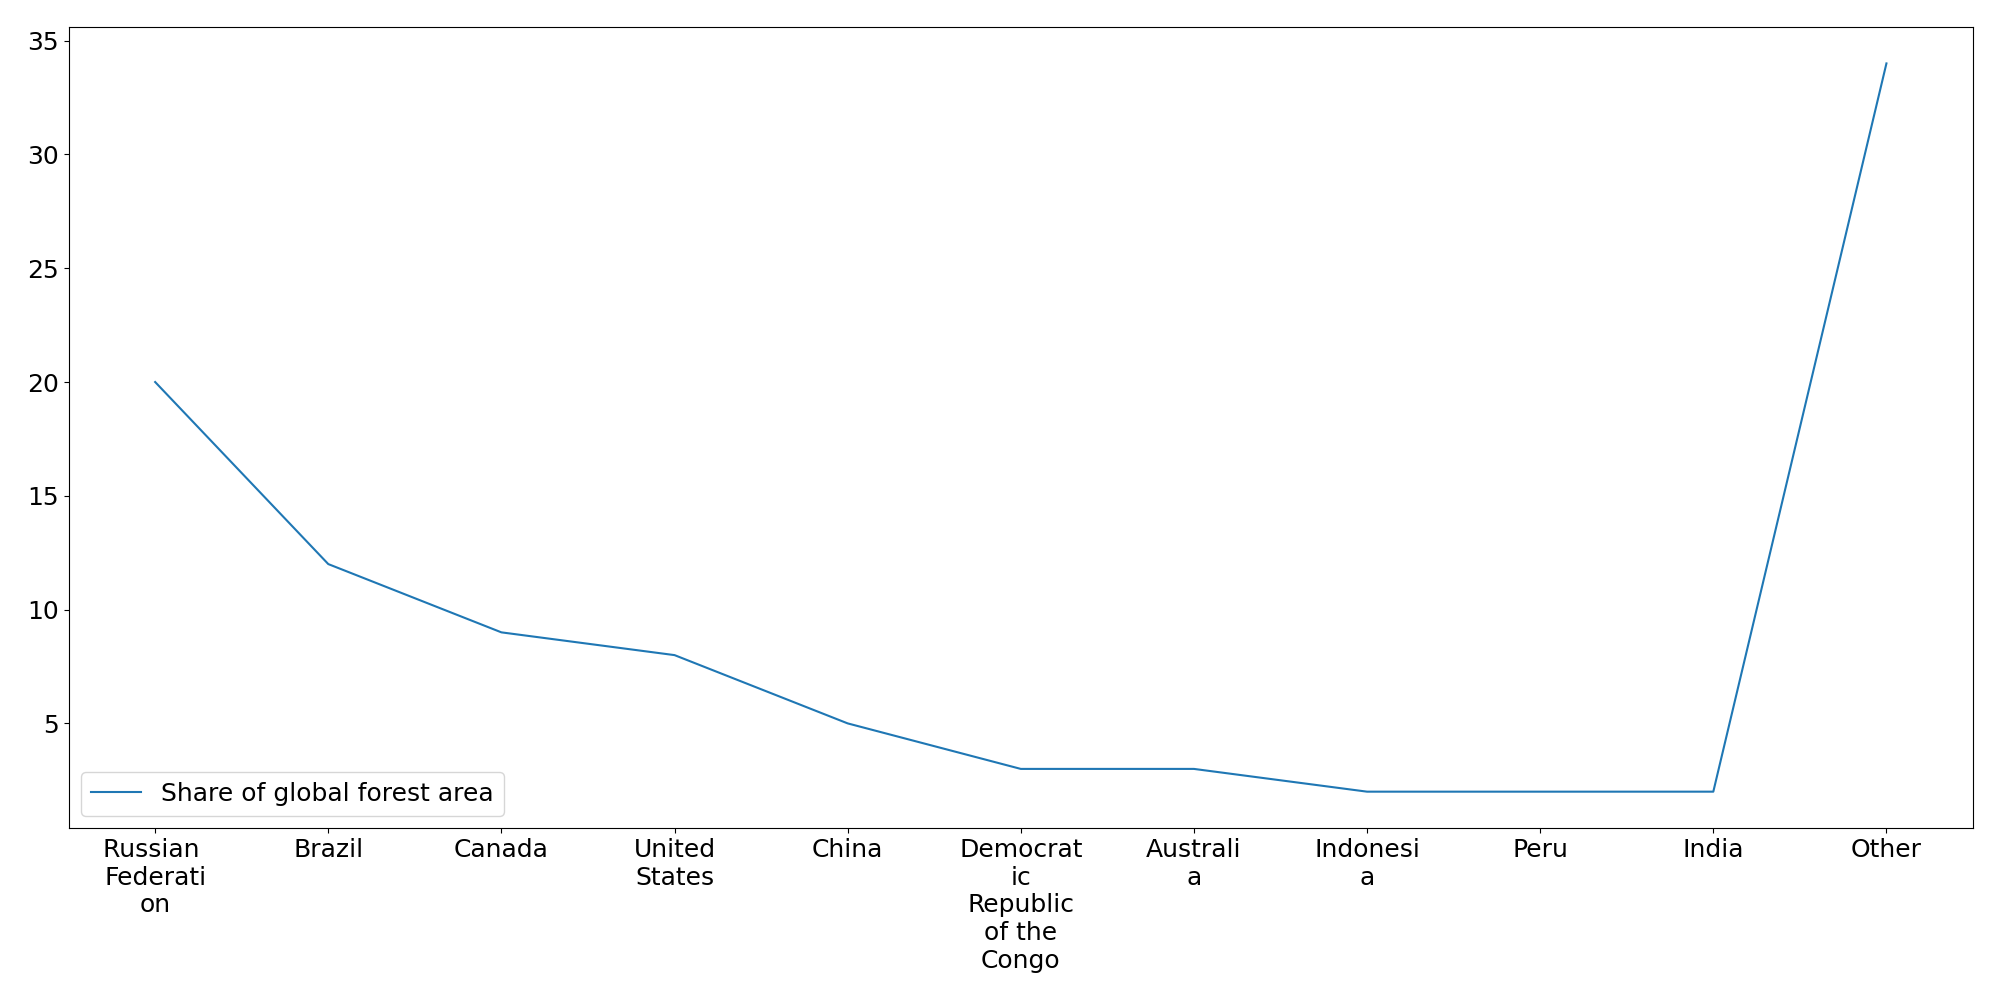 35
30
25
20
15
10
5
Share of global forest area
Russian
Federati
on
Brazil
Canada
United
States
China
Democrat
ic
Republic
of the
Congo
Australi
a
Indonesi
a
Peru
India
Other